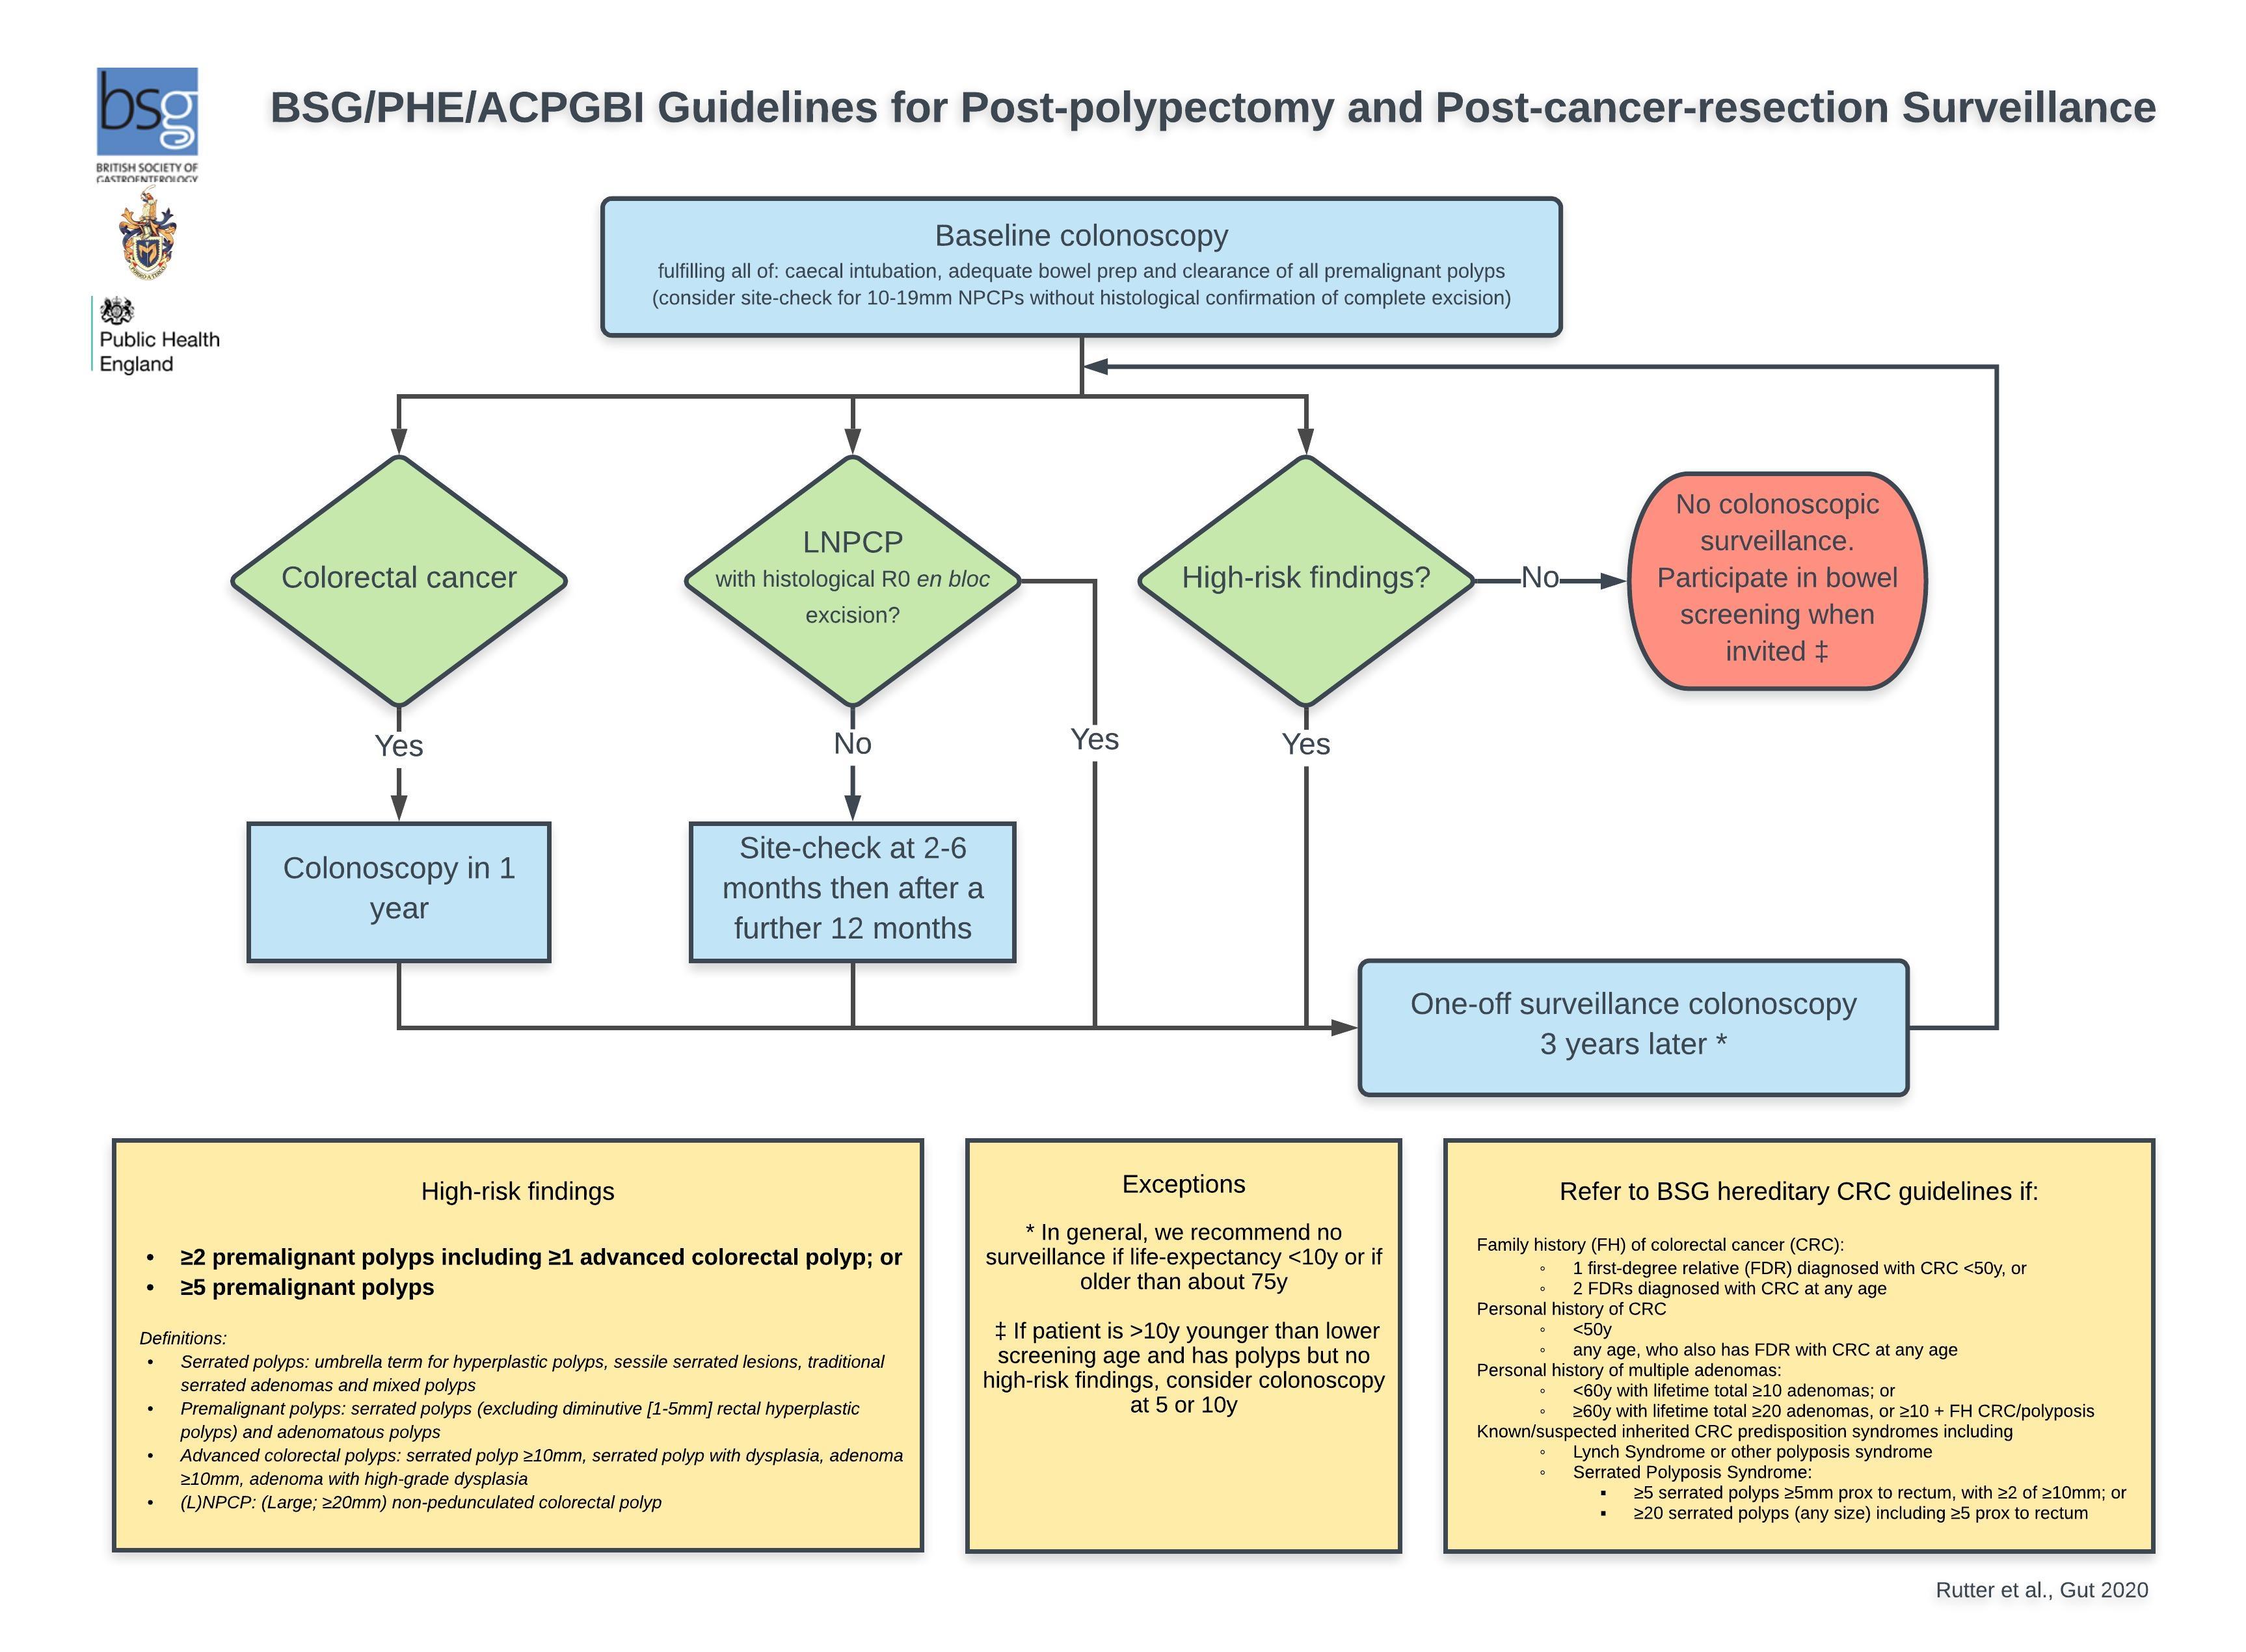 bsg
BRITISH SOCIETY OF
GASTROENTEROLOGY
Public Health
England
BSG/PHE/ACPGBI Guidelines for Post-polypectomy and Post-cancer-resection Surveillance
Baseline colonoscopy
fulfilling all of: caecal intubation, adequate bowel prep and clearance of all premalignant polyps
(consider site-check for 10-19mm NPCPs without histological confirmation of complete excision)
Colorectal cancer
LNPCP
with histological R0 en bloc
excision?
High-risk findings?
No
No colonoscopic
surveillance.
Participate in bowel
screening when
invited ‡
Yes
No
Yes
Yes
Colonoscopy in 1
year
Site-check at 2-6
months then after a
further 12 months
One-off surveillance colonoscopy
3 years later *
High-risk findings
• ≥2 premalignant polyps including ≥1 advanced colorectal polyp; or
• ≥5 premalignant polyps
Definitions:
• Serrated polyps: umbrella term for hyperplastic polyps, sessile serrated lesions, traditional
serrated adenomas and mixed polyps
• Premalignant polyps: serrated polyps (excluding diminutive [1-5mm] rectal hyperplastic
polyps) and adenomatous polyps
• Advanced colorectal polyps: serrated polyp ≥10mm, serrated polyp with dysplasia, adenoma
≥10mm, adenoma with high-grade dysplasia
• (L)NPCP: (Large; ≥20mm) non-pedunculated colorectal polyp
Exceptions
* In general, we recommend no
surveillance if life-expectancy <10y or if
older than about 75y
‡ If patient is >10y younger than lower
screening age and has polyps but no
high-risk findings, consider colonoscopy
at 5 or 10y
Refer to BSG hereditary CRC guidelines if:
Family history (FH) of colorectal cancer (CRC):
◦ 1 first-degree relative (FDR) diagnosed with CRC <50y, or
◦ 2 FDRs diagnosed with CRC at any age
Personal history of CRC
◦ <50y
◦ any age, who also has FDR with CRC at any age
Personal history of multiple adenomas:
◦ <60y with lifetime total ≥10 adenomas; or
◦ ≥60y with lifetime total ≥20 adenomas, or ≥10 + FH CRC/polyposis
Known/suspected inherited CRC predisposition syndromes including
◦ Lynch Syndrome or other polyposis syndrome
◦ Serrated Polyposis Syndrome:
▪ ≥5 serrated polyps ≥5mm prox to rectum, with ≥2 of ≥10mm; or
▪ ≥20 serrated polyps (any size) including ≥5 prox to rectum
Rutter et al., Gut 2020